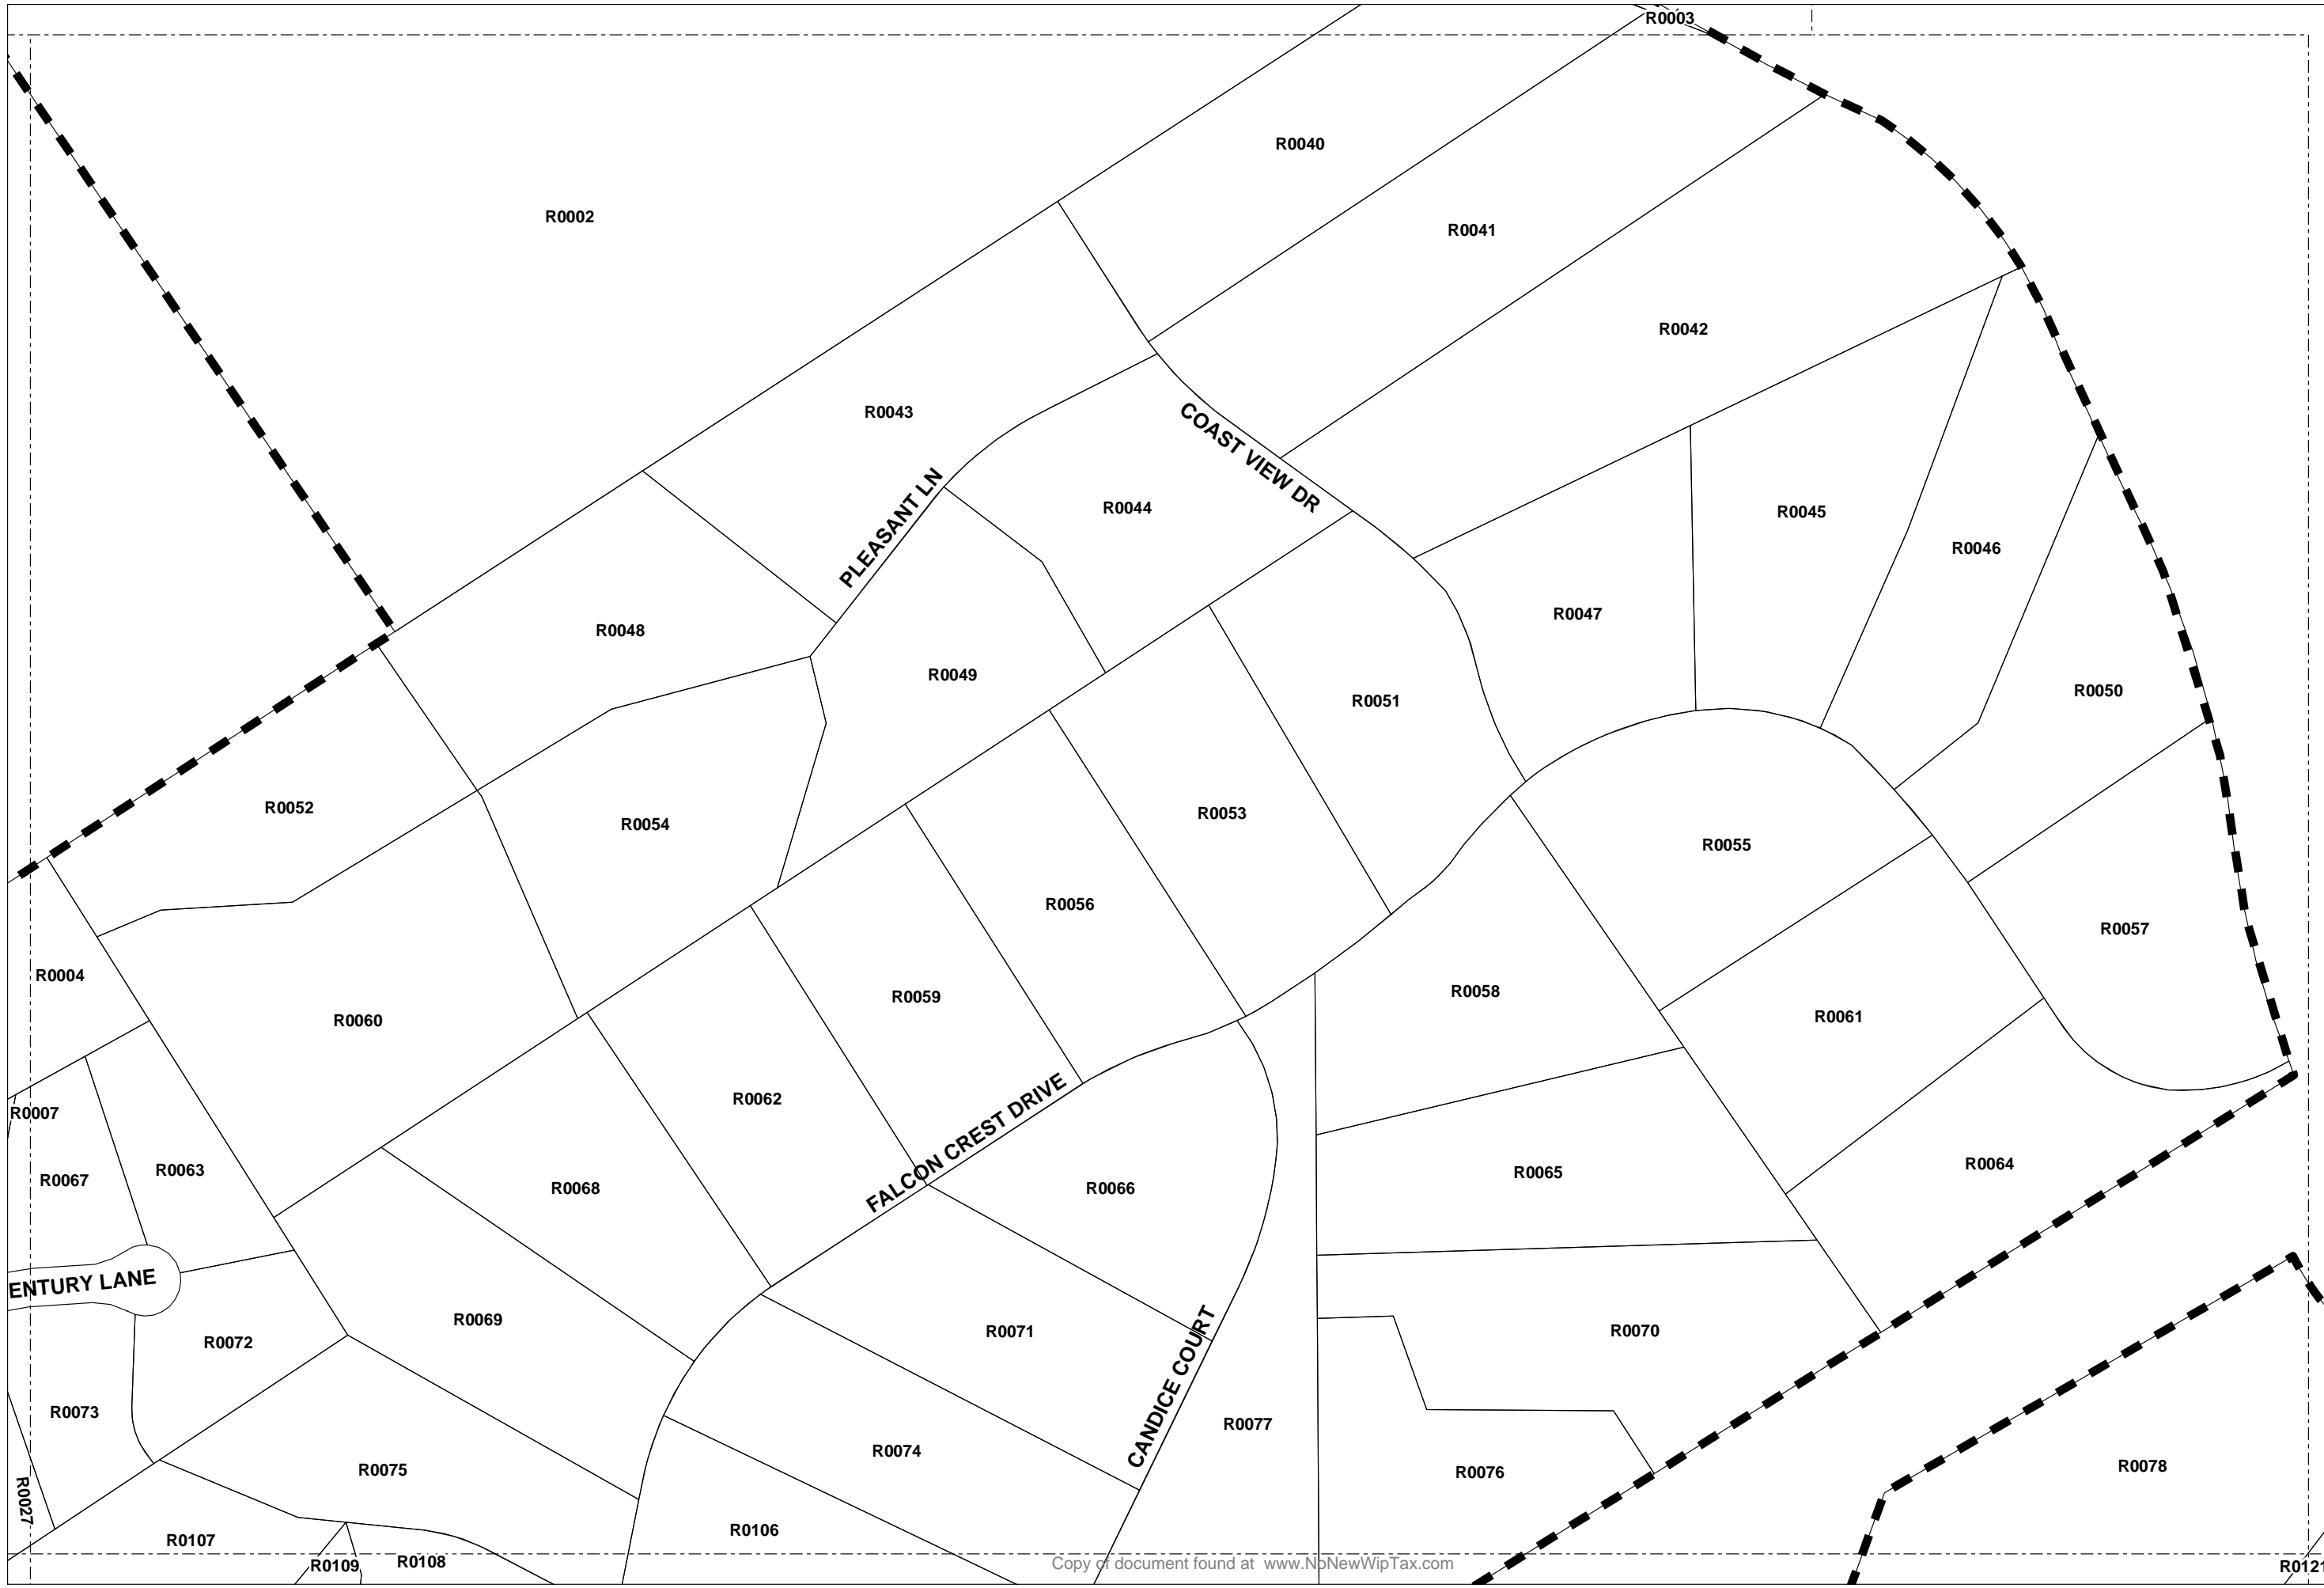 R0003
R0040
R0002
R0041
R0042
R0043
COAST VIEW DR
PLEASANT LN
R0044
R0045
R0046
R0047
R0048
R0049
R0050
R0051
R0052
R0053
R0054
R0055
R0056
R0057
R0004
R0058
R0059
R0060
R0061
R0062
R0007
FALCON CREST DRIVE
R0063
R0064
R0065
R0066
R0067
R0068
ENTURY LANE
R0069
R0070
R0071
R0072
CANDICE COURT
R0073
R0077
R0074
R0075
R0076
R0078
R0027
R0106
R0107
R0109
R0108
Copy of document found at www.NoNewWipTax.com
R0121